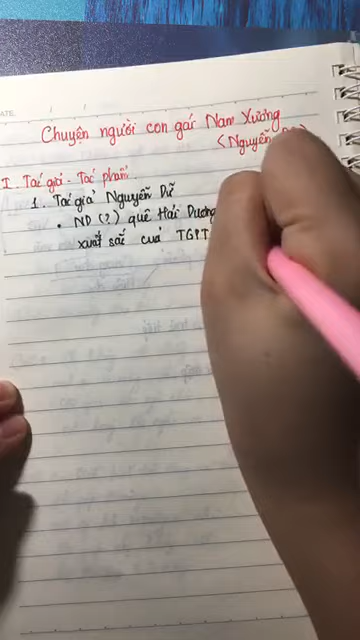 DATE
Chuyện người con gái Nam Xương
(Nguyễn
I. Tác giả - Tác phẩm
1. Tác giả Nguyễn Dữ
• ND (?) quê Hải Dương
xuất sắc của TGPT